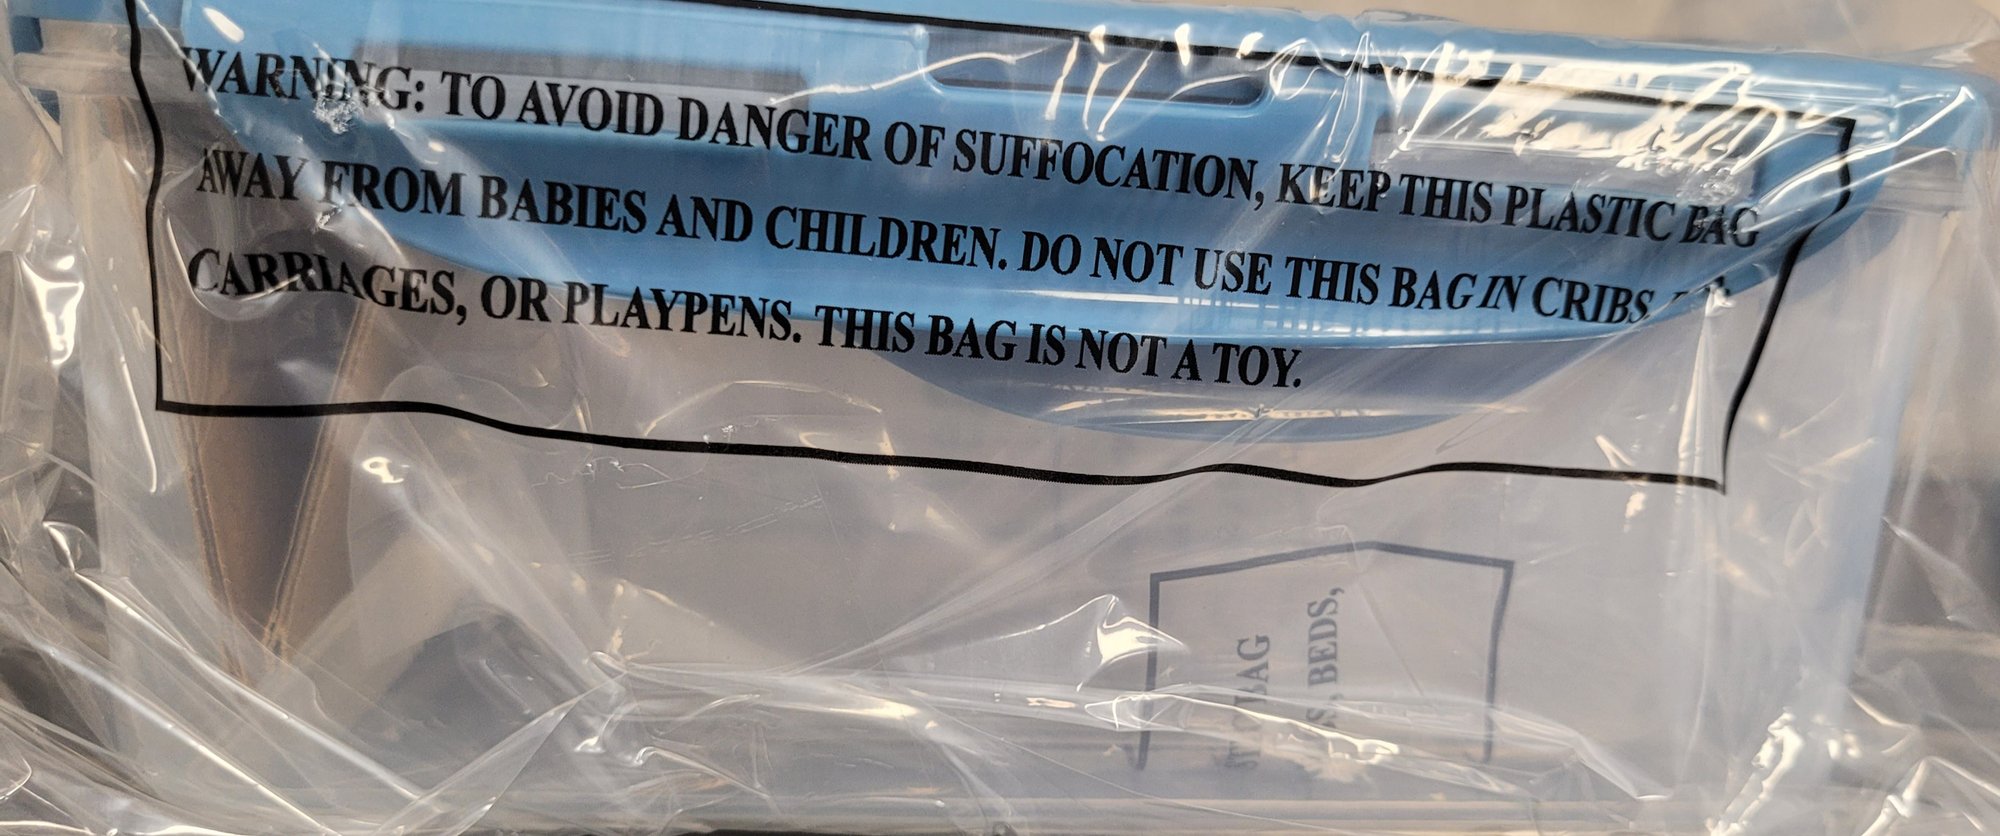 WARNING: TO AVOID DANGER OF SUFFOCATION, KEEP THIS PLASTIC BAG
AWAY FROM BABIES AND CHILDREN. DO NOT USE THIS BAG IN CRIBS,
CARRIAGES, OR PLAYPENS. THIS BAG IS NOT A TOY.
BAG
BEDS,